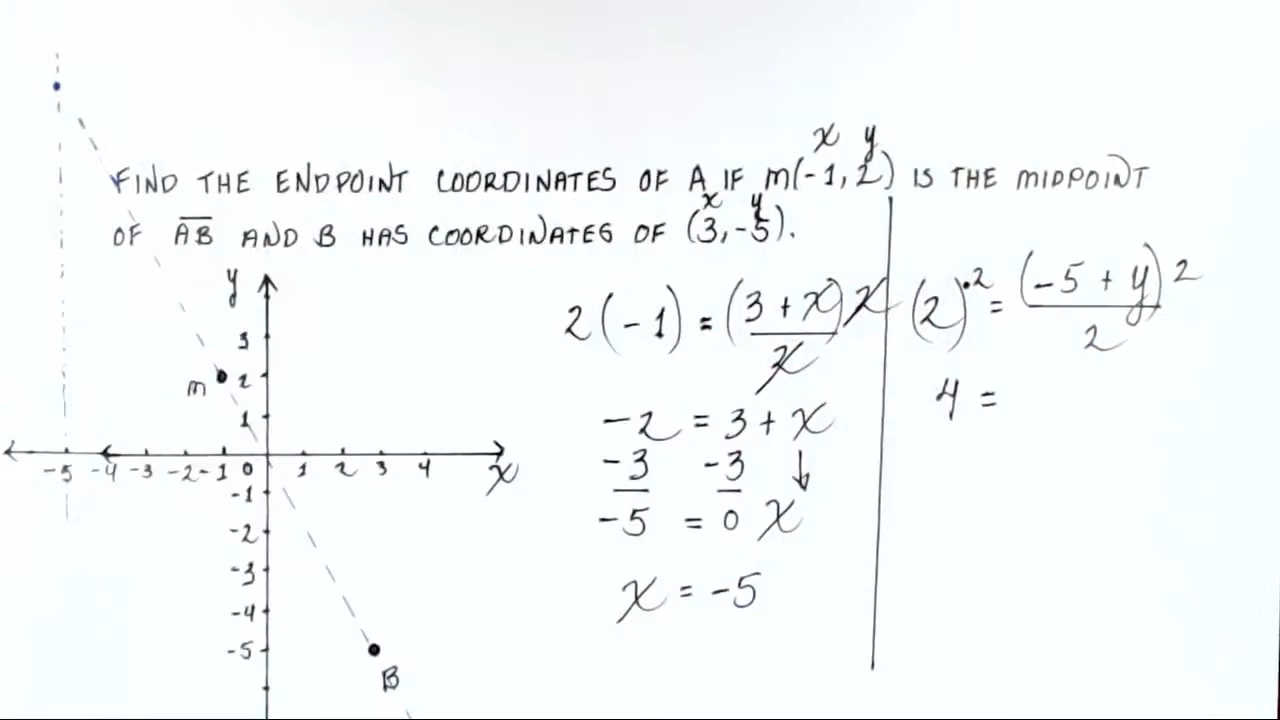 FIND THE ENDPOINT COORDINATES OF A IF m(-1, 2) IS THE MIDPOINT
x y
OF AB AND B HAS COORDINATES OF (3, -5).
x y
y
3
m
2
1
-5 -4 -3 -2 -1 0 1 2 3 4 x
-1
-2
-3
-4
-5
B
2(-1) = (3 + x)2
2
-2 = 3 + x
-3 -3 ↓
-5 = 0 x
x = -5
(2)·2 = (-5 + y)2
2
4 =